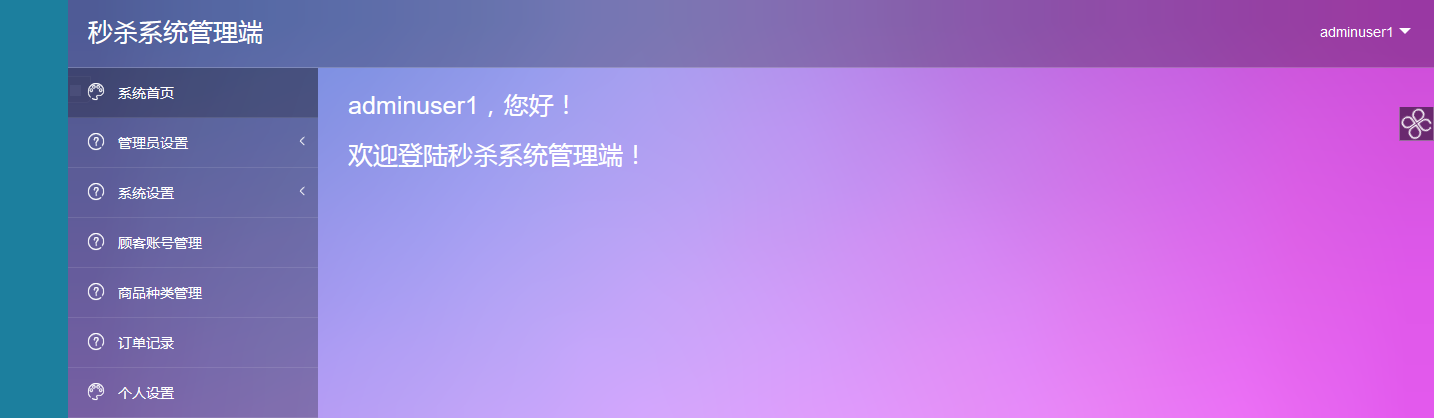 秒杀系统管理端
adminuser1
系统首页
管理员设置
系统设置
顾客账号管理
商品种类管理
订单记录
个人设置
adminuser1，您好！
欢迎登陆秒杀系统管理端！